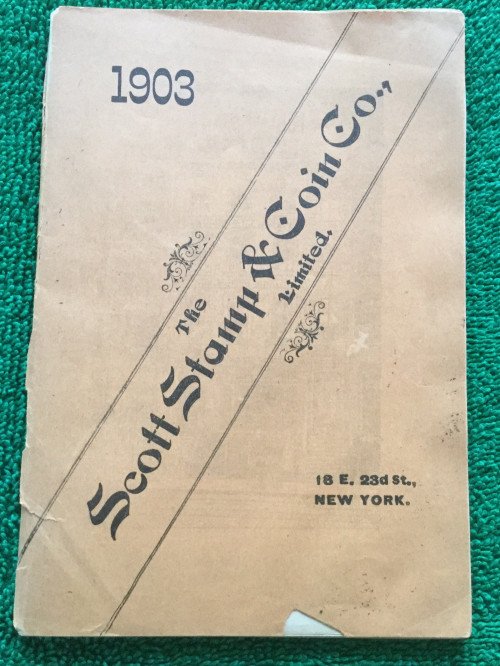 1903
The
Scott Stamp & Coin Co.,
Limited.
18 E. 23d St.,
NEW YORK.